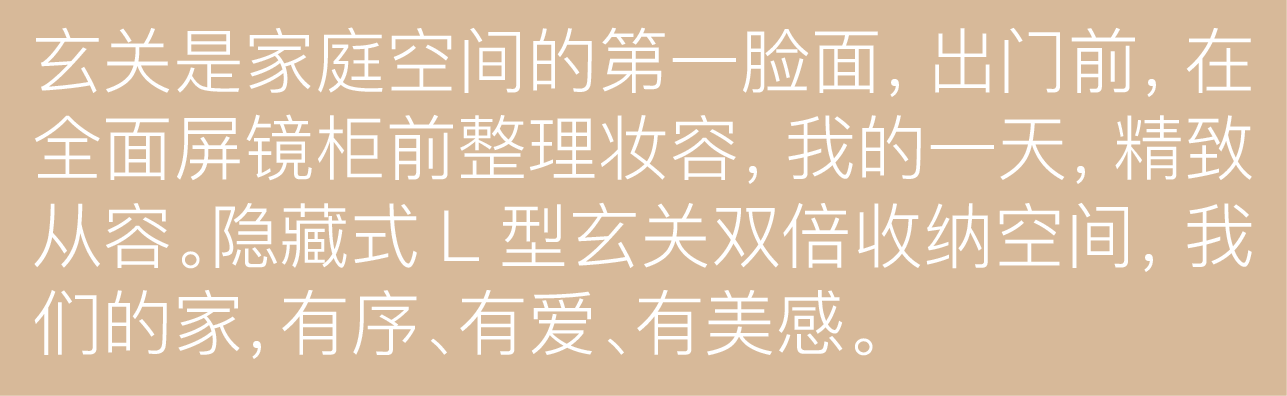 玄关是家庭空间的第一脸面，出门前，在
全面屏镜柜前整理妆容，我的一天，精致
从容。隐藏式 L 型玄关双倍收纳空间，我
们的家，有序、有爱、有美感。